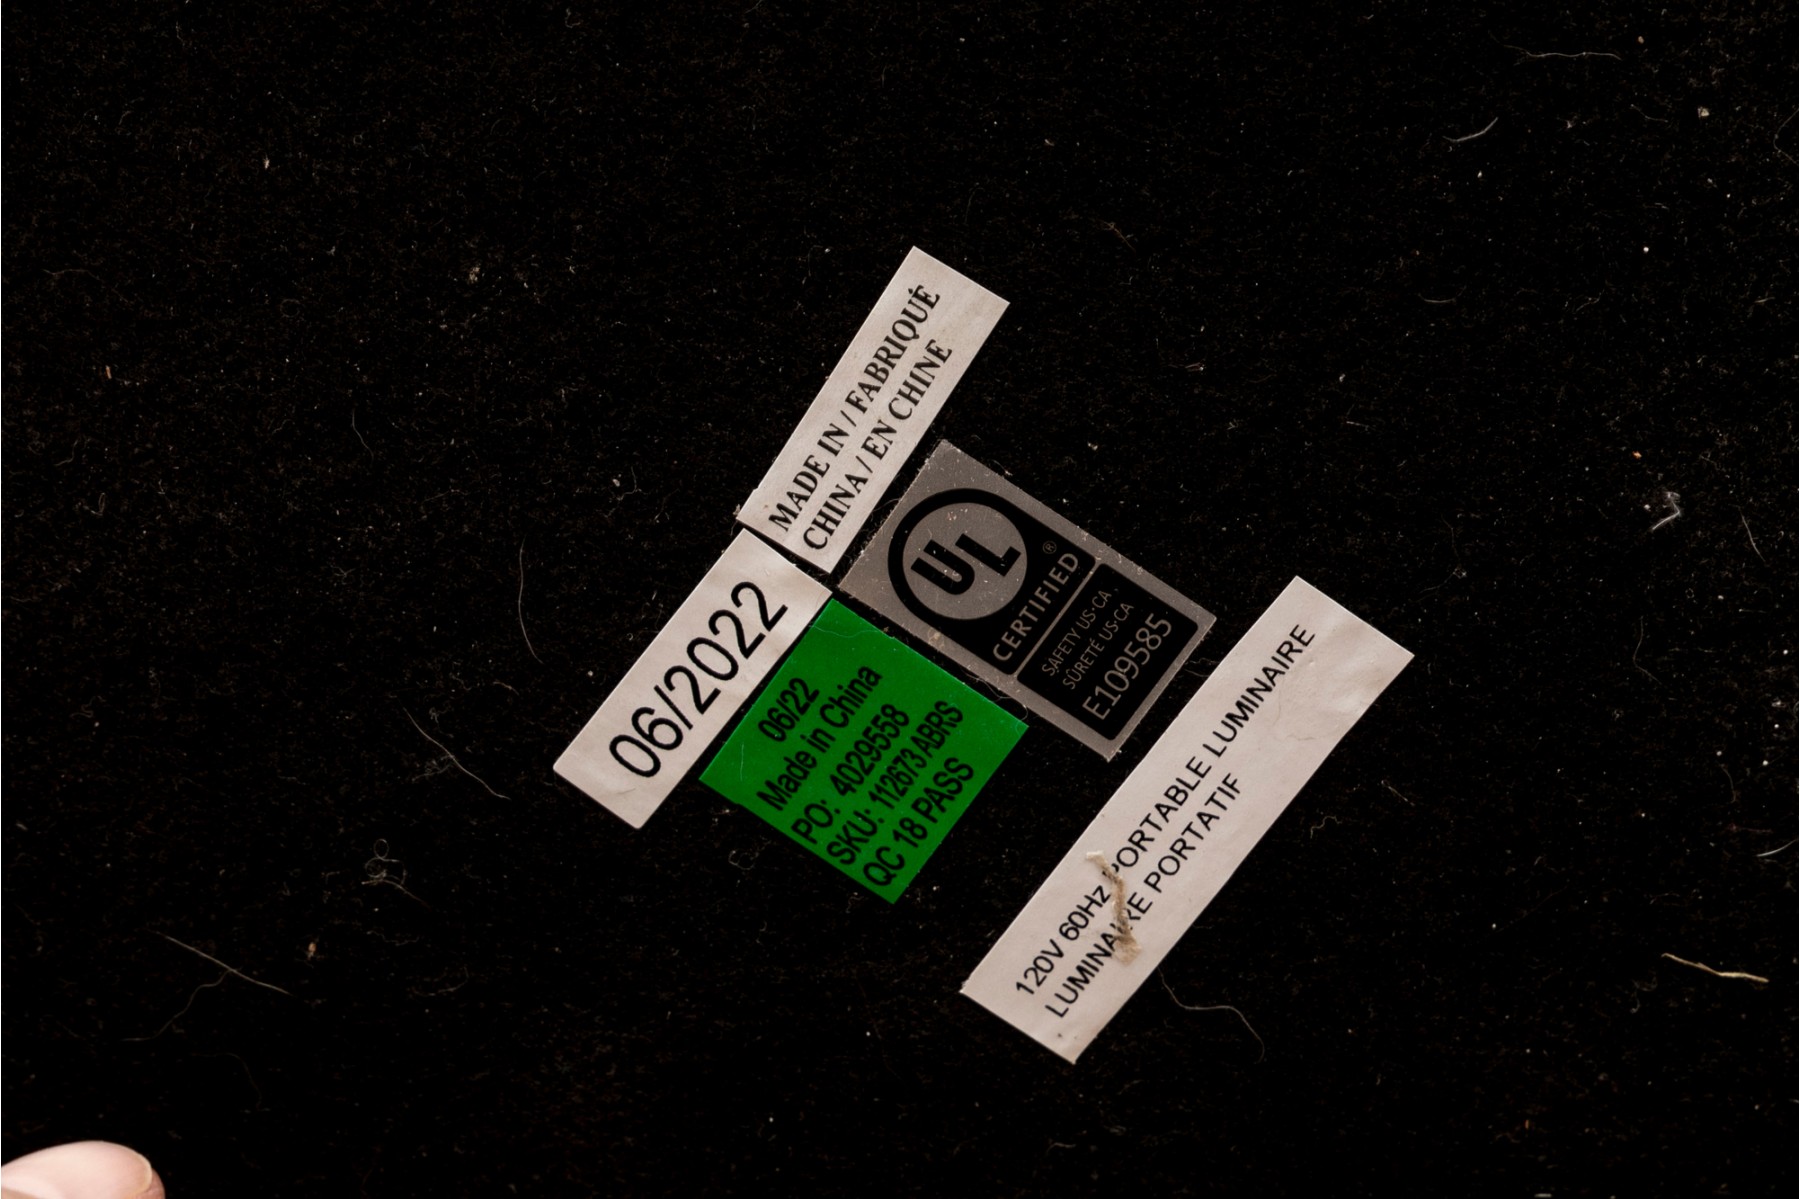 MADE IN / FABRIQUÉ
CHINA / EN CHINE
UL
®
CERTIFIED
SAFETY US-CA
SÛRETÉ US-CA
E109585
06/2022
06/22
Made in China
PO: 4029558
SKU: 112673 ABRS
QC 18 PASS
120V 60Hz PORTABLE LUMINAIRE
LUMINAIRE PORTATIF